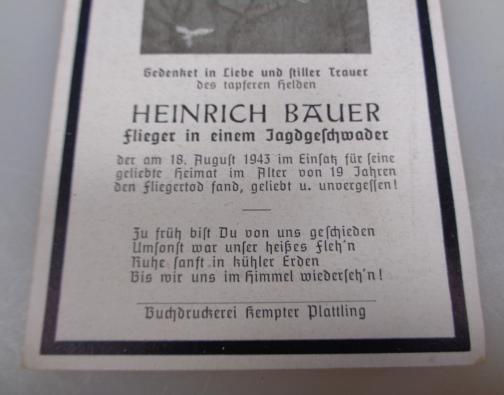 Gedenket in Liebe und stiller Trauer
des tapferen Helden
HEINRICH BAUER
Flieger in einem Jagdgeschwader
der am 18. August 1943 im Einsatz für seine
geliebte Heimat im Alter von 19 Jahren
den Fliegertod fand, geliebt u. unvergessen!
Zu früh bist Du von uns geschieden
Umsonst war unser heißes Fleh'n
Ruhe sanft in kühler Erden
Bis wir uns im Himmel wiederseh'n!
Buchdruckerei Kempter Plattling